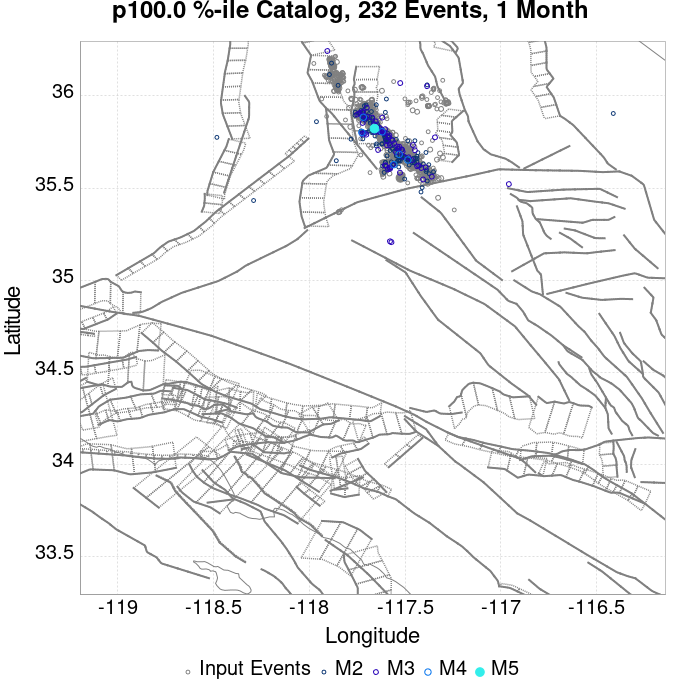 p100.0 %-ile Catalog, 232 Events, 1 Month
36
35.5
35
34.5
34
33.5
Latitude
-119
-118.5
-118
-117.5
-117
-116.5
Longitude
Input Events
M2
M3
M4
M5